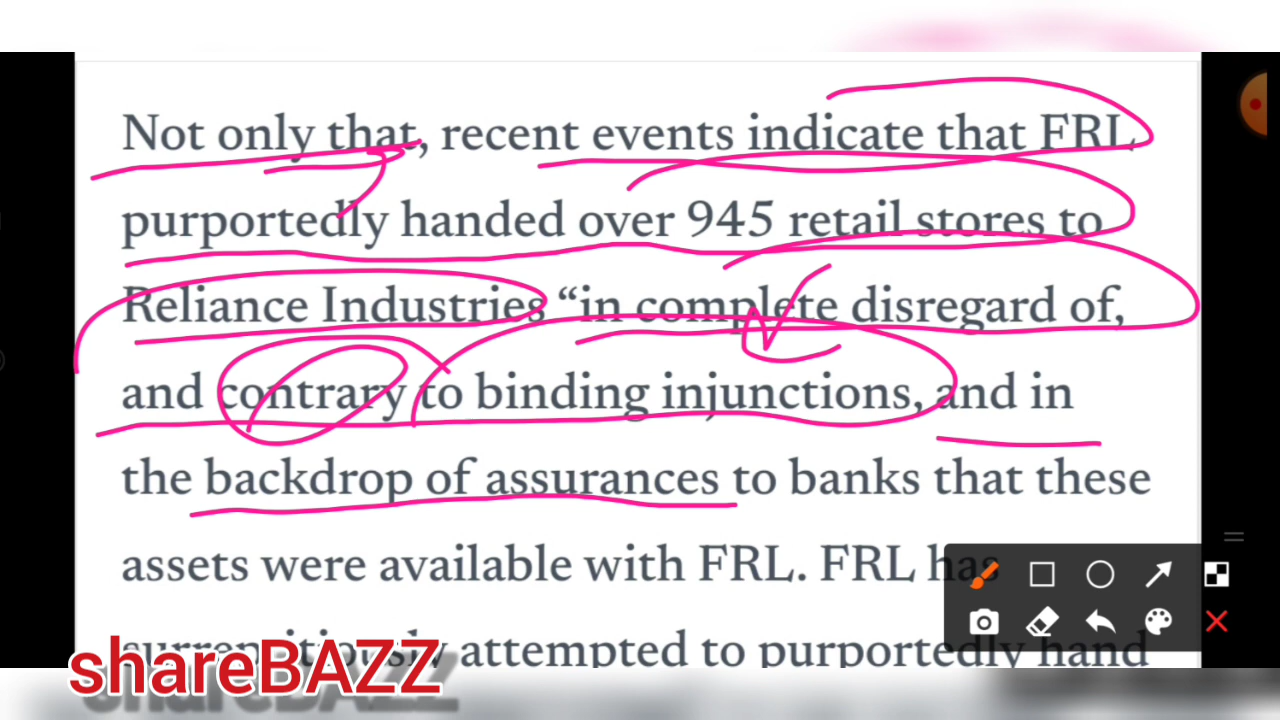 Not only that, recent events indicate that FRL
purportedly handed over 945 retail stores to
Reliance Industries “in complete disregard of,
and contrary to binding injunctions, and in
the backdrop of assurances to banks that these
assets were available with FRL. FRL has
surreptitiously attempted to purportedly hand
shareBAZZ